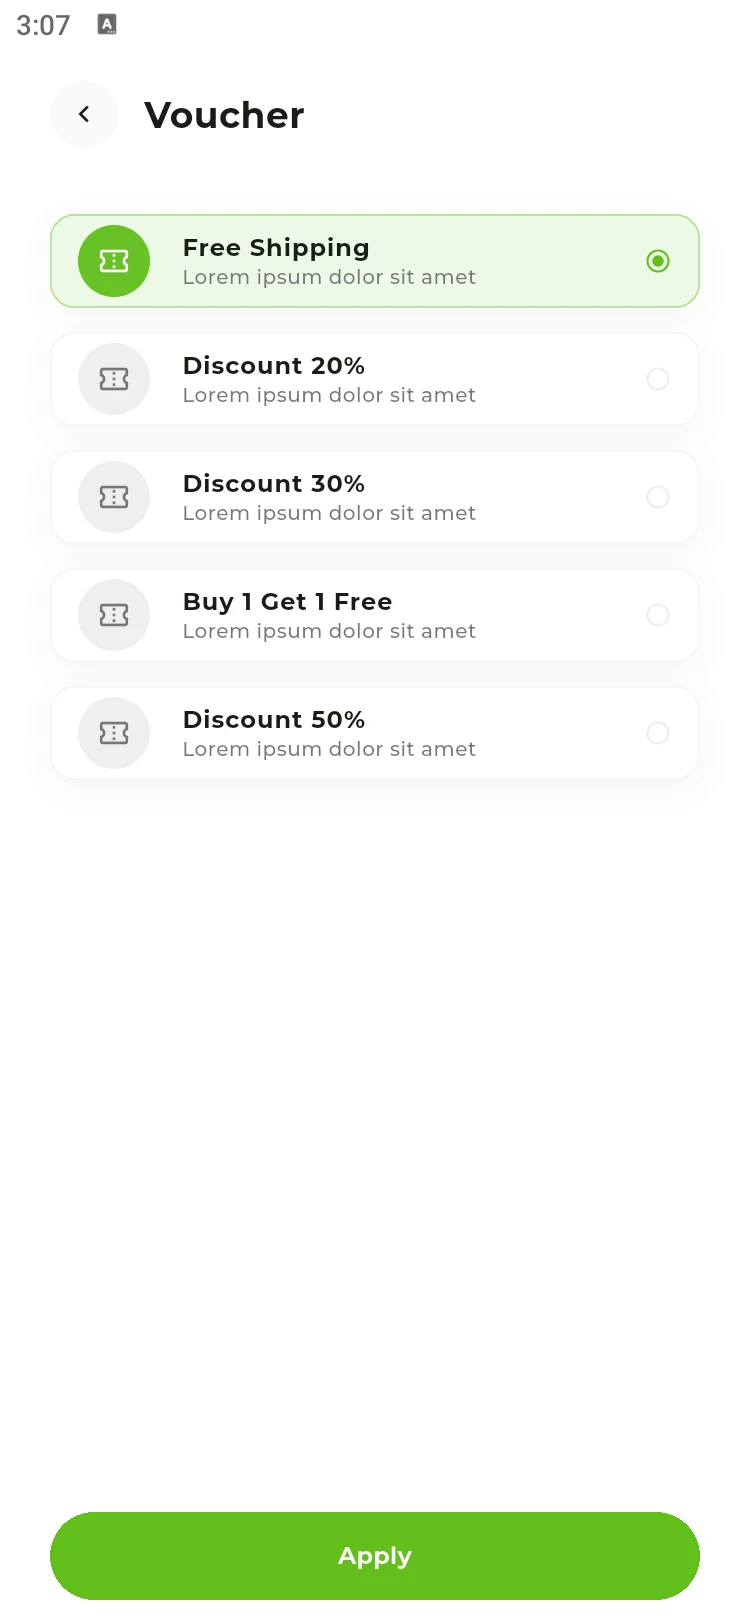 3:07
A
Voucher
Free Shipping
Lorem ipsum dolor sit amet
Discount 20%
Lorem ipsum dolor sit amet
Discount 30%
Lorem ipsum dolor sit amet
Buy 1 Get 1 Free
Lorem ipsum dolor sit amet
Discount 50%
Lorem ipsum dolor sit amet
Apply